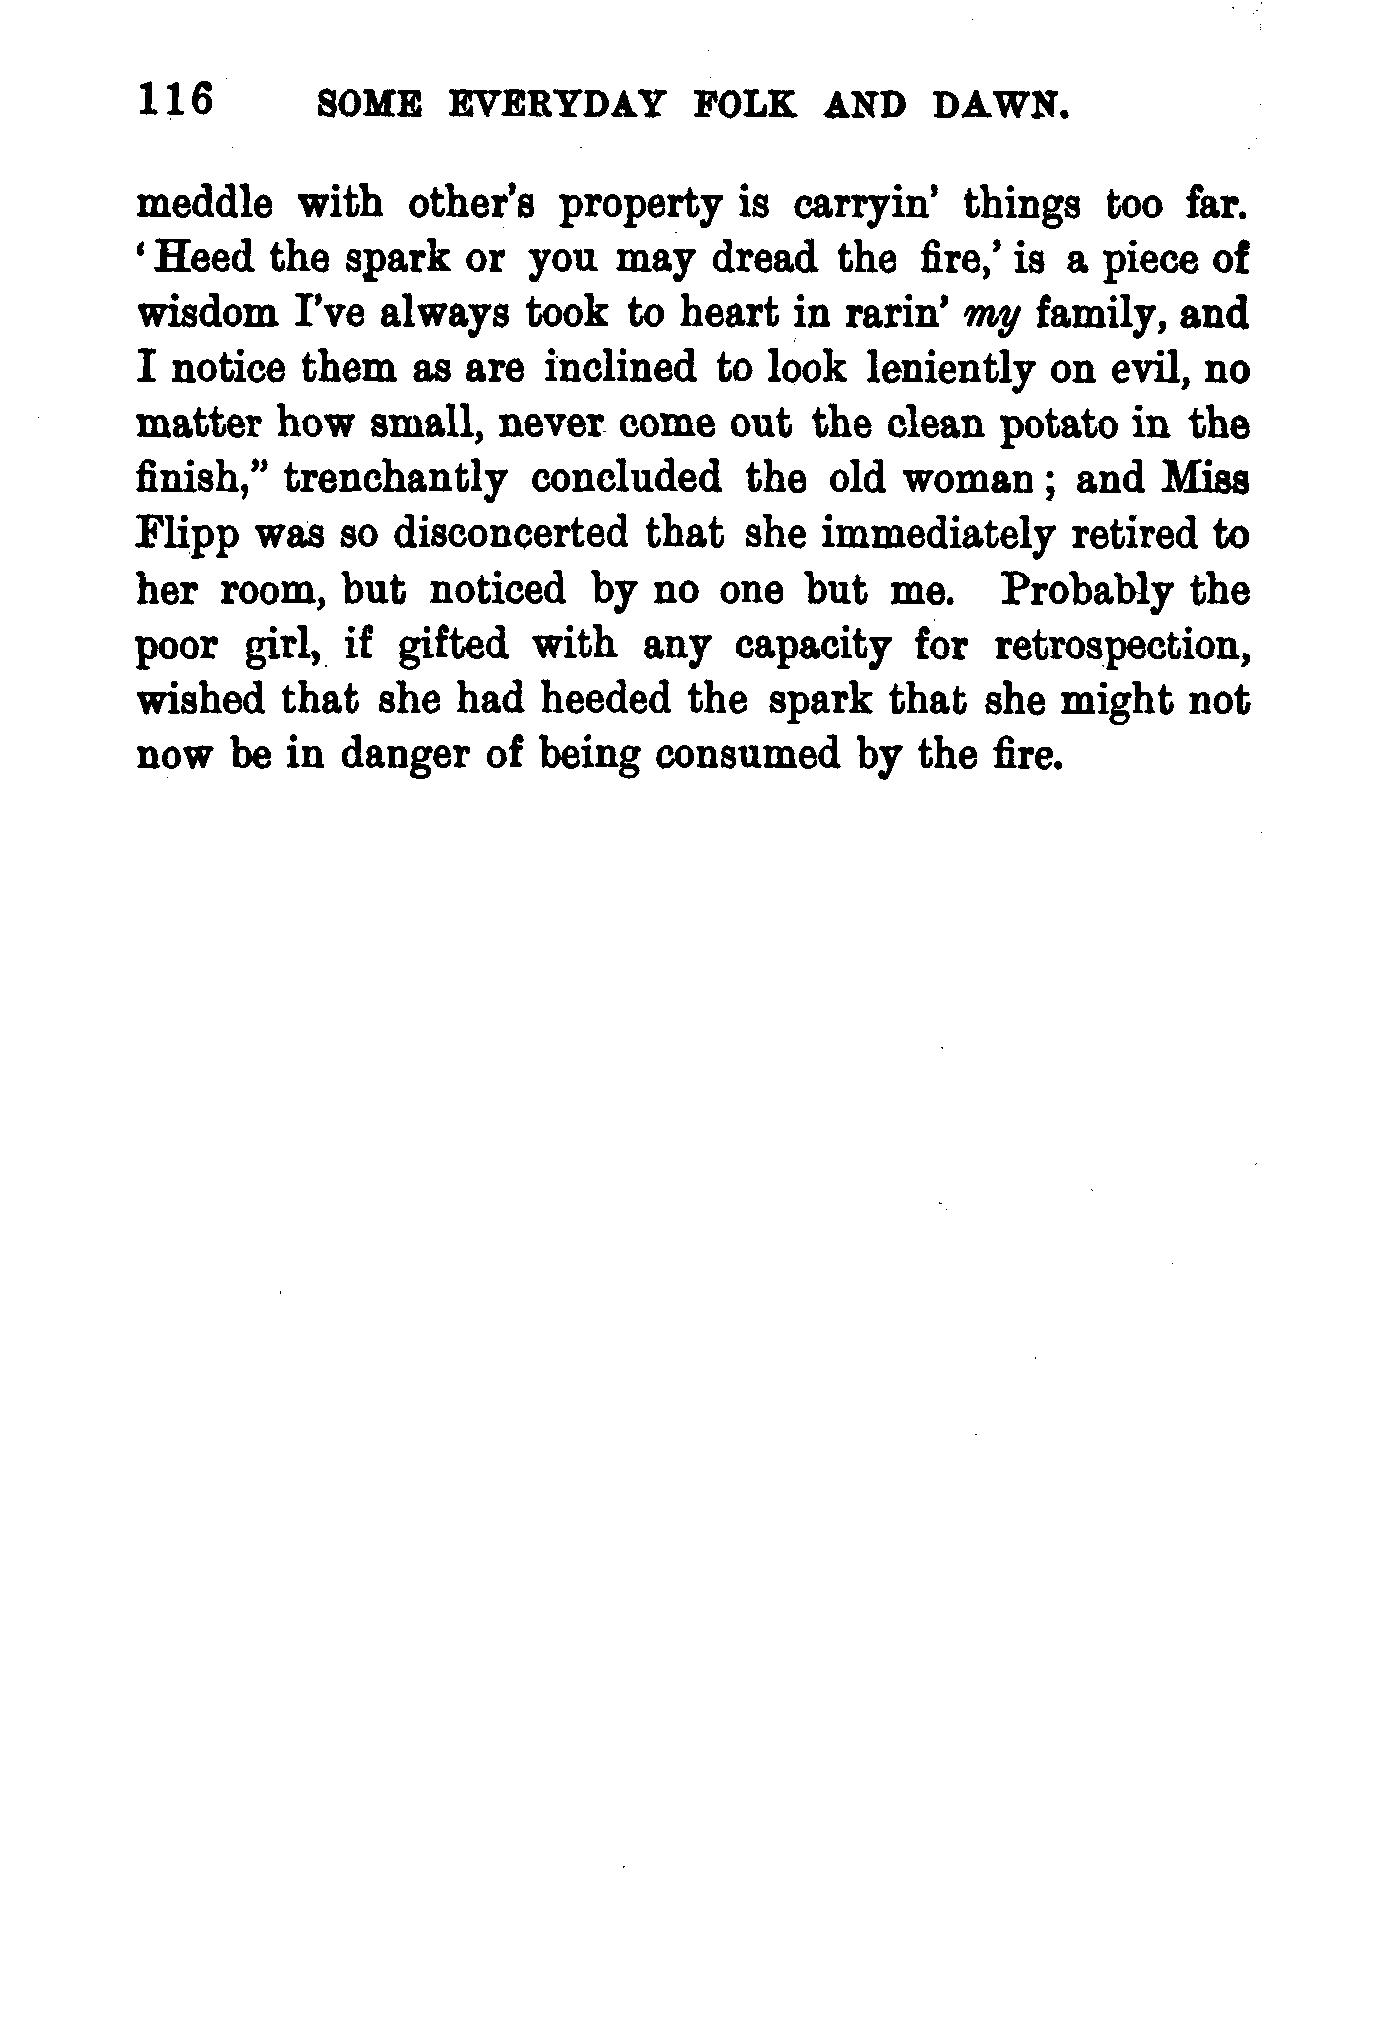 116 SOME EVERYDAY FOLK AND DAWN.
meddle with other's property is carryin' things too far.
'Heed the spark or you may dread the fire,' is a piece of
wisdom I've always took to heart in rarin' my family, and
I notice them as are inclined to look leniently on evil, no
matter how small, never come out the clean potato in the
finish," trenchantly concluded the old woman; and Miss
Flipp was so disconcerted that she immediately retired to
her room, but noticed by no one but me. Probably the
poor girl, if gifted with any capacity for retrospection,
wished that she had heeded the spark that she might not
now be in danger of being consumed by the fire.